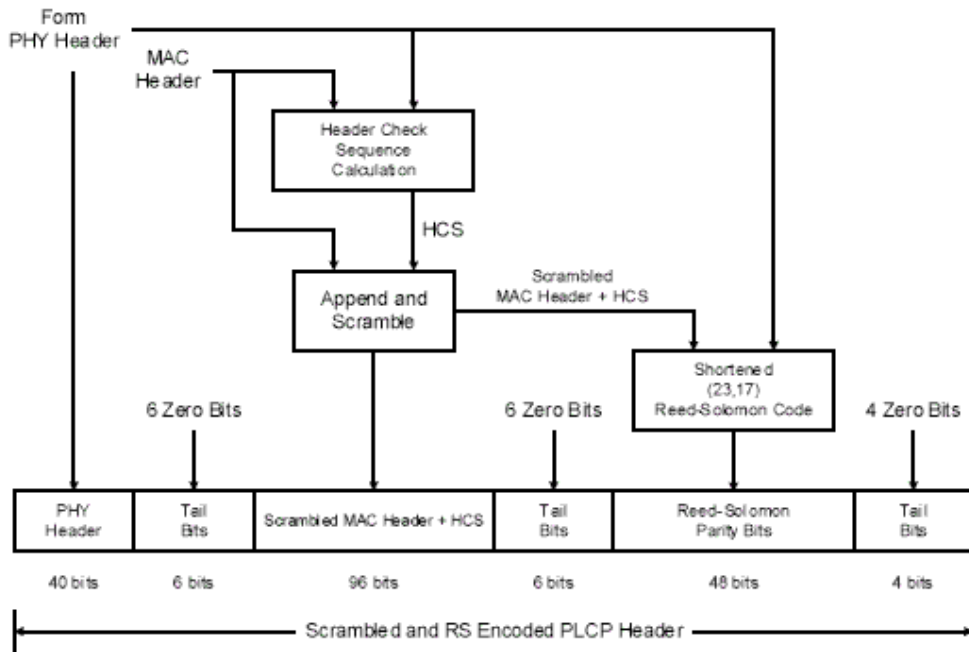 Form
PHY Header
MAC
Header
Header Check
Sequence
Calculation
HCS
Append and
Scramble
Scrambled
MAC Header + HCS
Shortened
(23,17)
Reed-Solomon Code
6 Zero Bits
6 Zero Bits
4 Zero Bits
PHY
Header
Tail
Bits
Scrambled MAC Header + HCS
Tail
Bits
Reed-Solomon
Parity Bits
Tail
Bits
40 bits
6 bits
96 bits
6 bits
48 bits
4 bits
Scrambled and RS Encoded PLCP Header